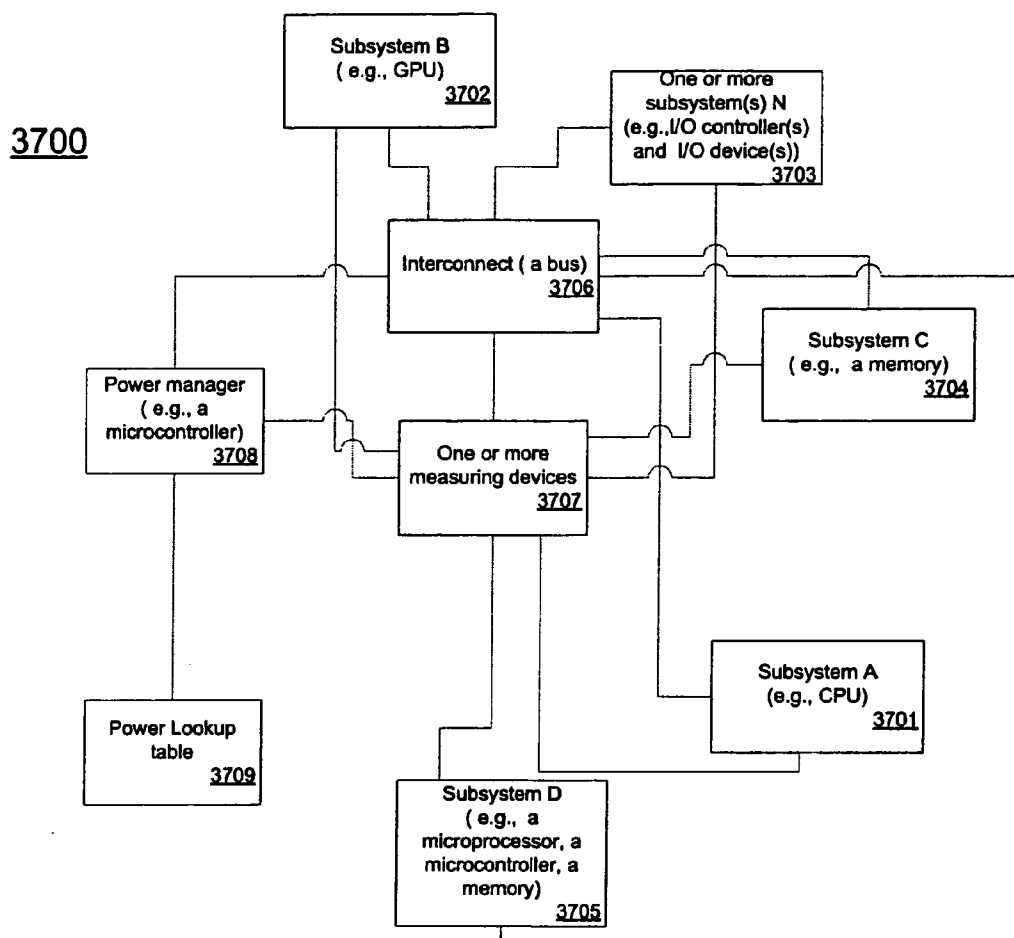 3700
Subsystem B
( e.g., GPU)
3702
One or more
subsystem(s) N
(e.g.,I/O controller(s)
and I/O device(s))
3703
Interconnect ( a bus)
3706
Subsystem C
( e.g., a memory)
3704
Power manager
( e.g., a
microcontroller)
3708
One or more
measuring devices
3707
Subsystem A
(e.g., CPU)
3701
Power Lookup
table
3709
Subsystem D
( e.g., a
microprocessor, a
microcontroller, a
memory)
3705